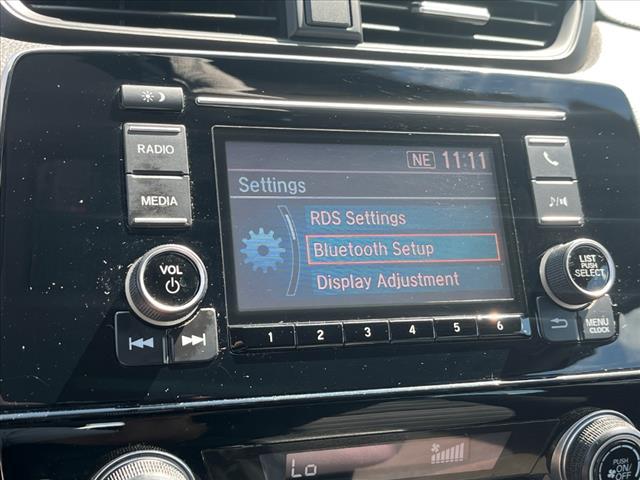 RADIO
MEDIA
VOL
NE 11:11
Settings
RDS Settings
Bluetooth Setup
Display Adjustment
1 2 3 4 5 6
LIST
PUSH
SELECT
MENU
CLOCK
Lo
PUSH
ON/OFF